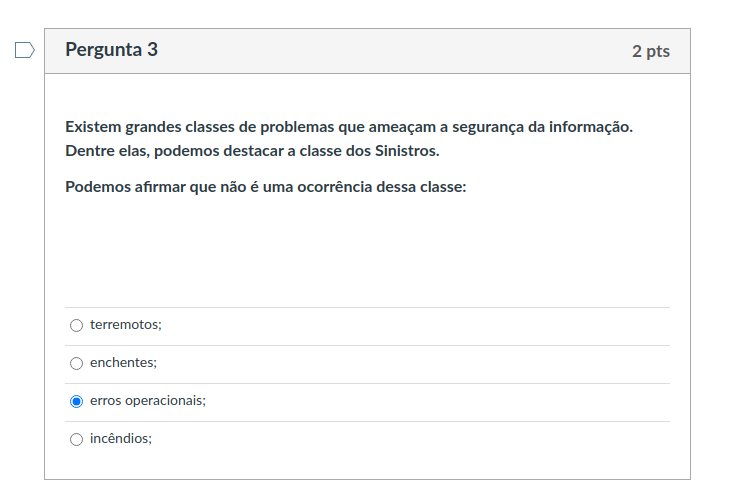 Pergunta 3
2 pts
Existem grandes classes de problemas que ameaçam a segurança da informação.
Dentre elas, podemos destacar a classe dos Sinistros.
Podemos afirmar que não é uma ocorrência dessa classe:
terremotos;
enchentes;
erros operacionais;
incêndios;